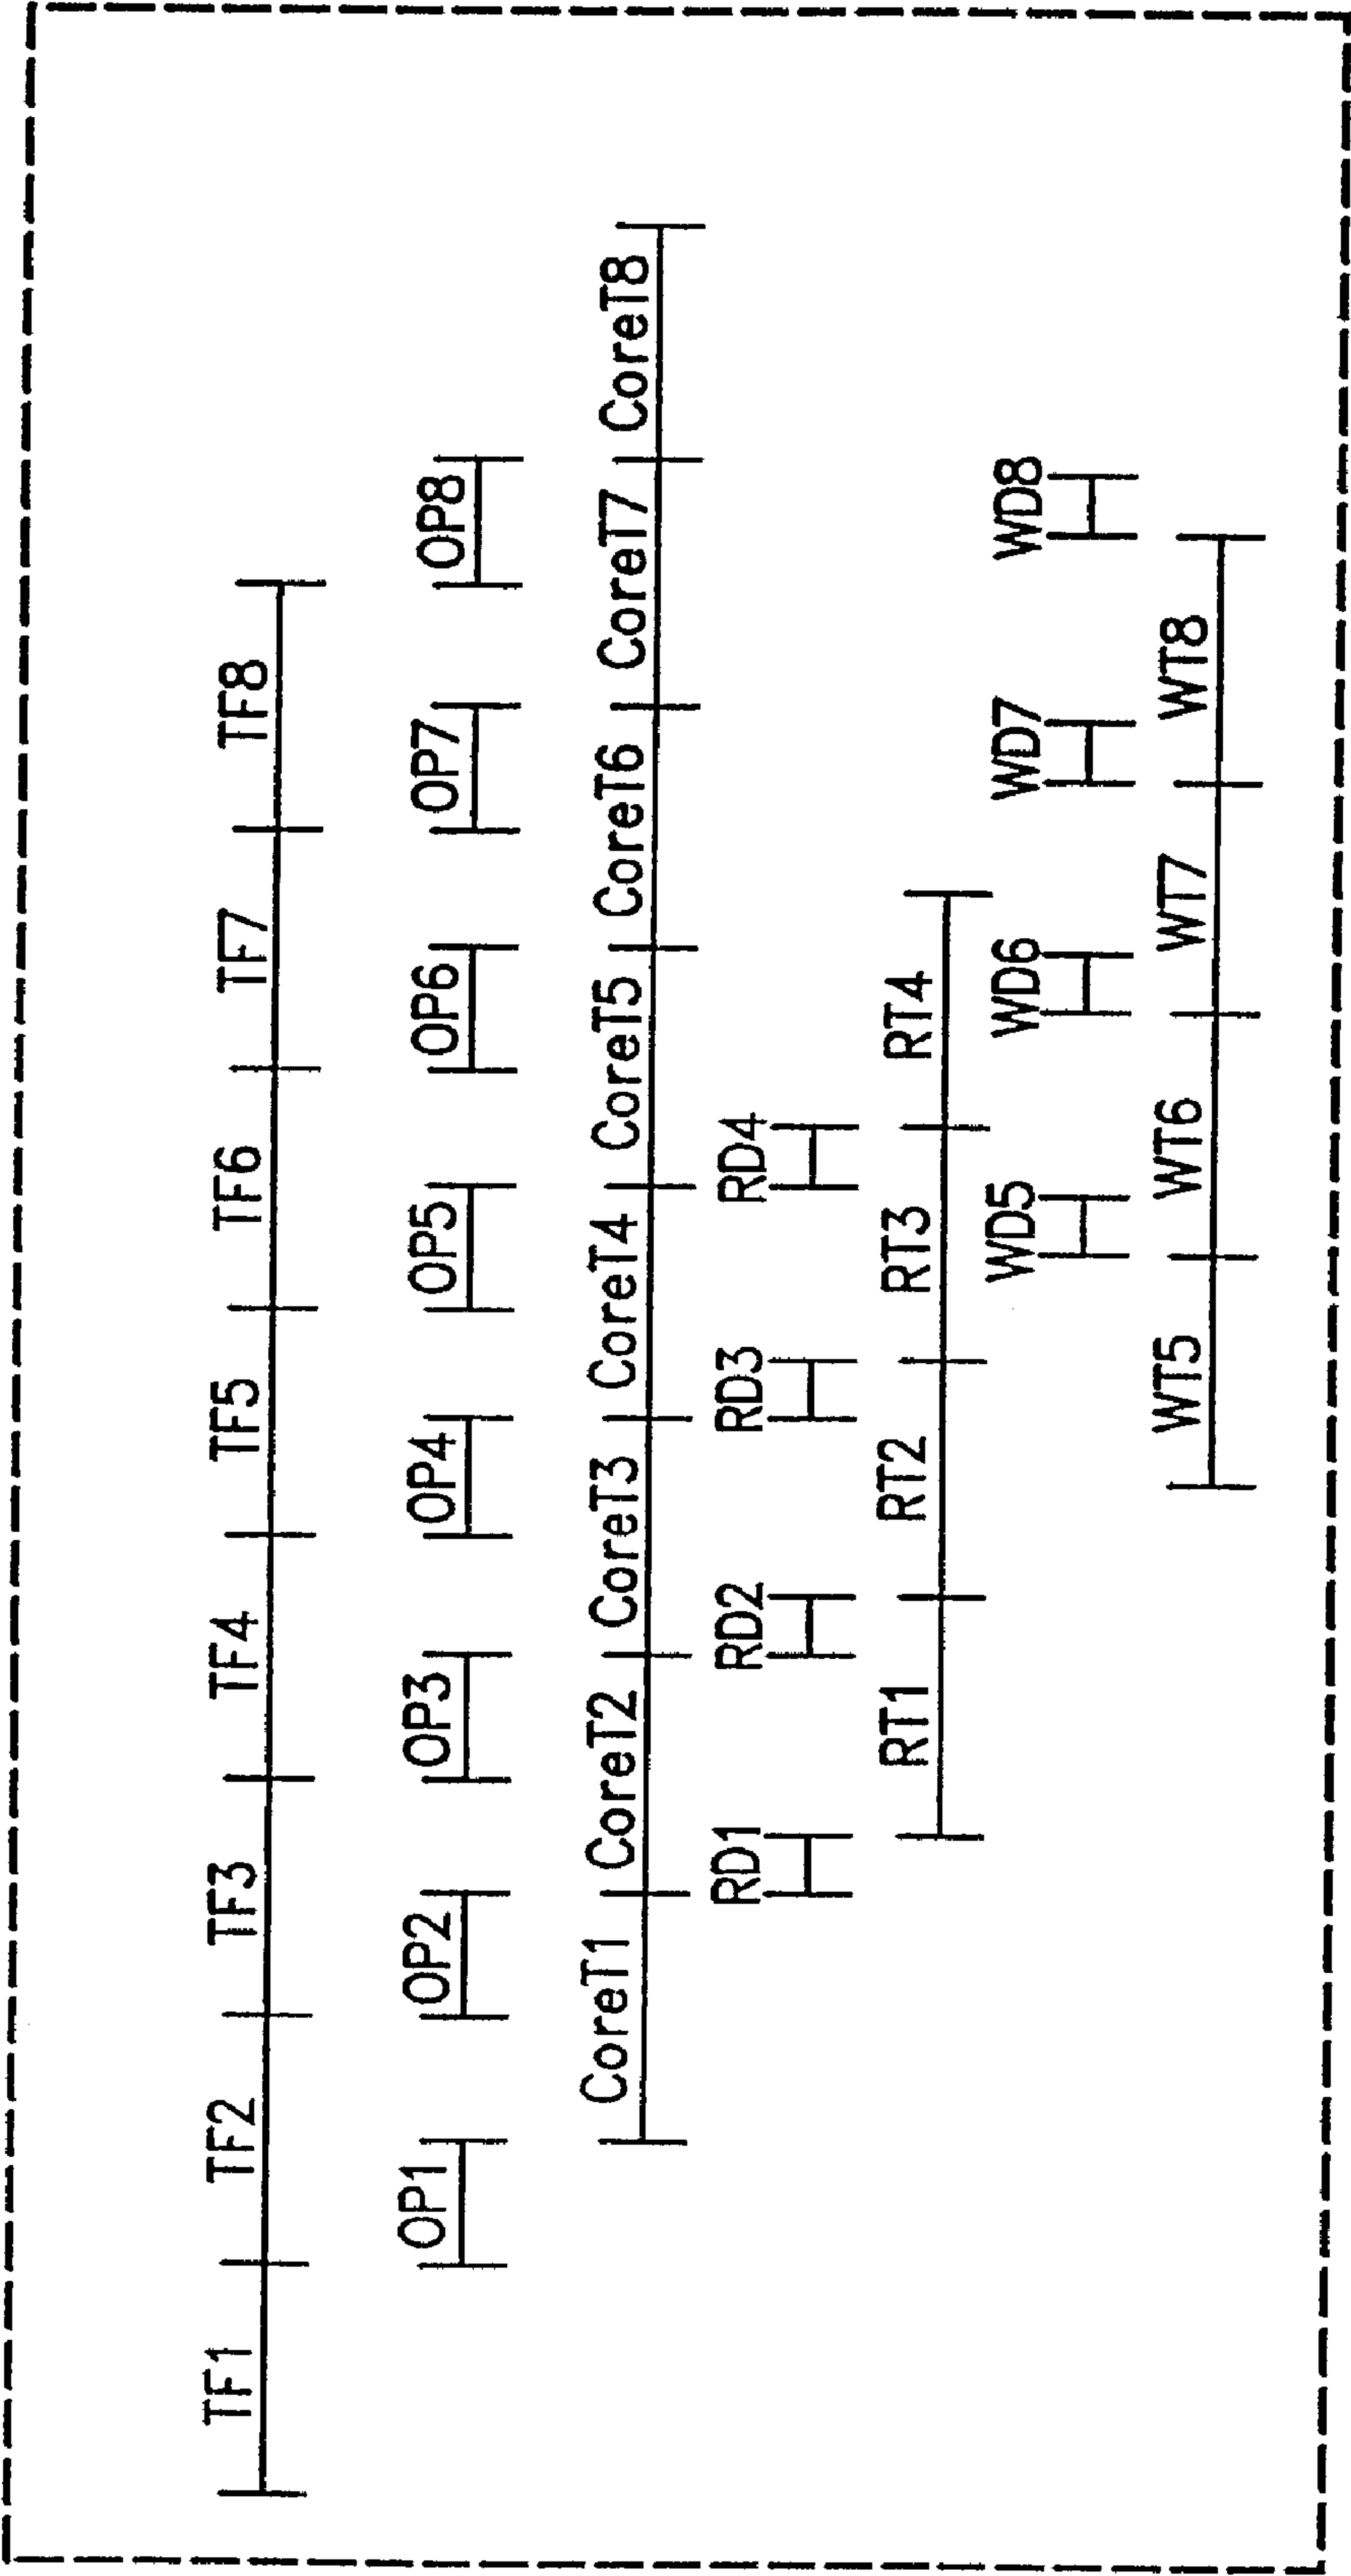 TF1 TF2 TF3 TF4 TF5 TF6 TF7 TF8
OP1 OP2 OP3 OP4 OP5 OP6 OP7 OP8
CoreT1 CoreT2 CoreT3 CoreT4 CoreT5 CoreT6 CoreT7 CoreT8
RD1 RD2 RD3 RD4
RT1 RT2 RT3 RT4
WD5 WD6 WD7 WD8
WT5 WT6 WT7 WT8